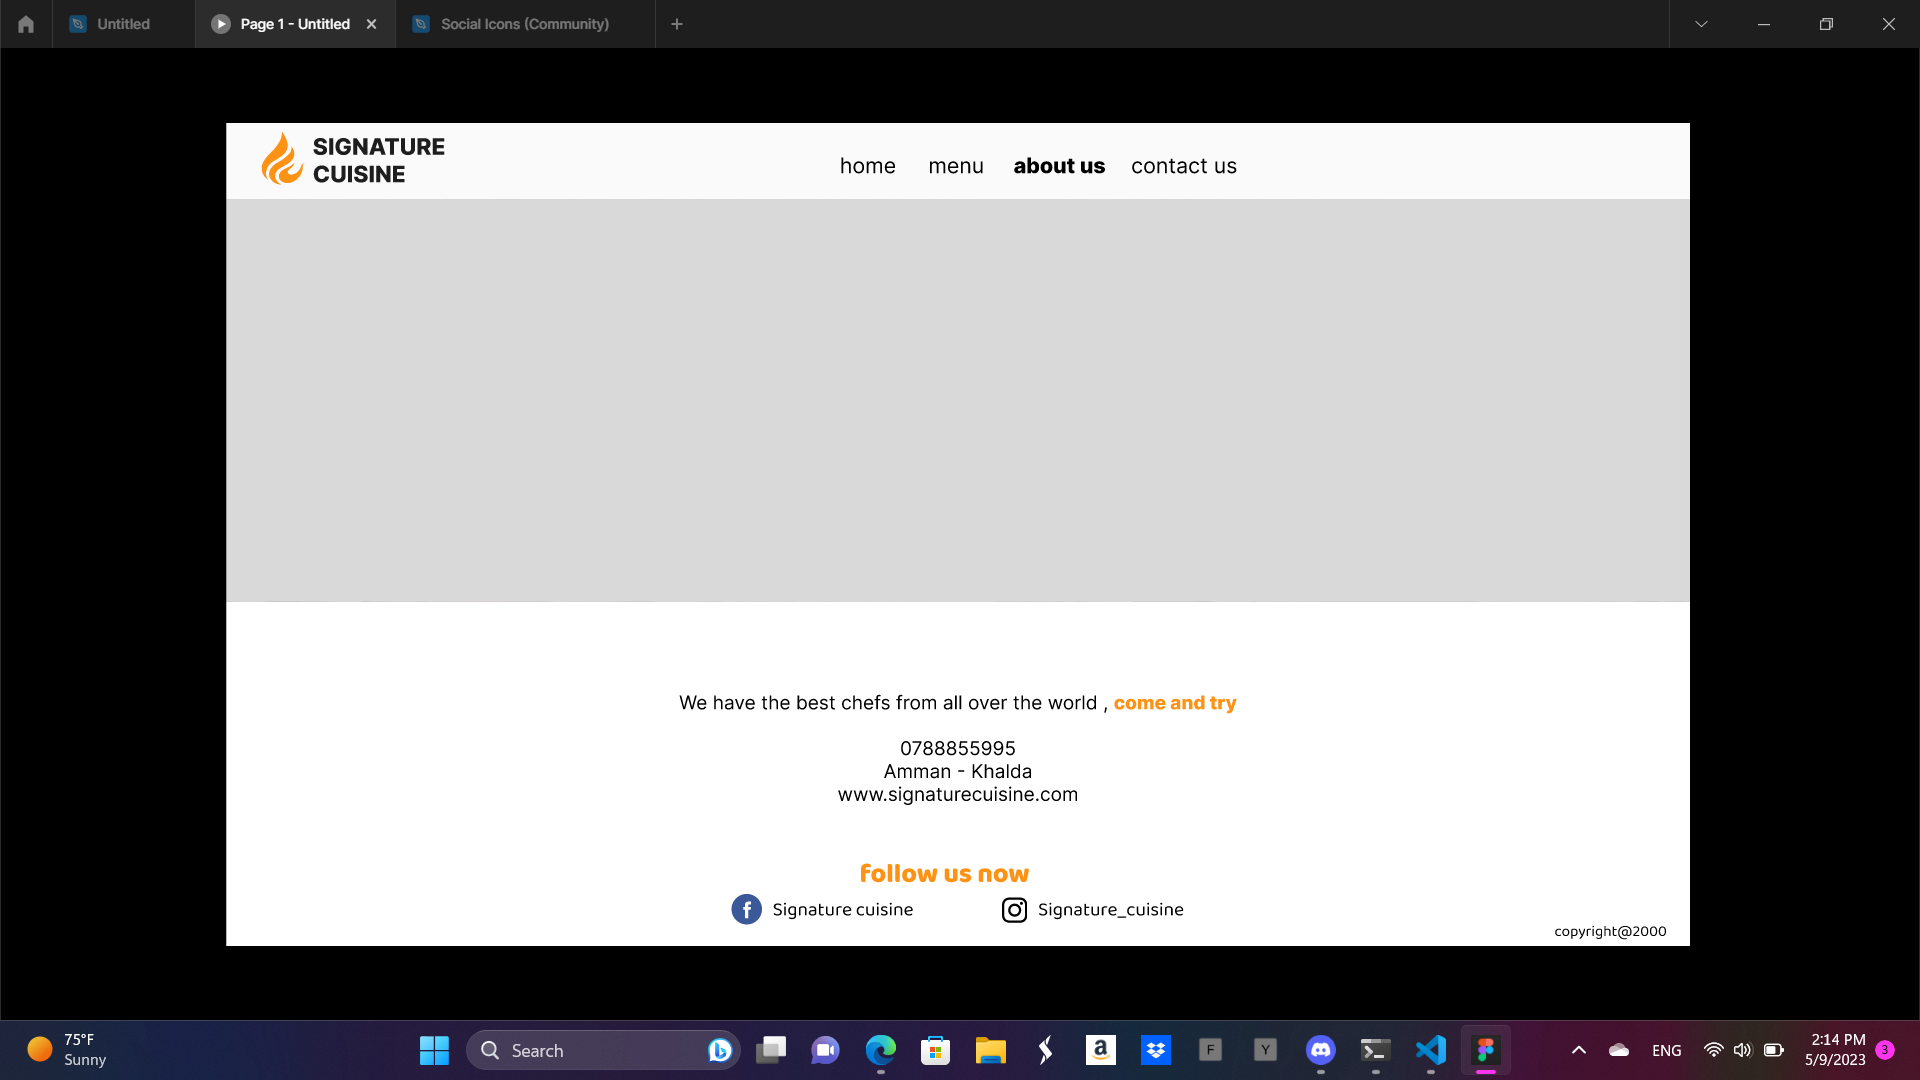 Untitled
Page 1 - Untitled
Social Icons (Community)
SIGNATURE
CUISINE
home menu about us contact us
We have the best chefs from all over the world , come and try
0788855995
Amman - Khalda
www.signaturecuisine.com
follow us now
f Signature cuisine
Signature_cuisine
copyright@2000
75°F
Sunny
Search
b
a
F
Y
ENG
2:14 PM
5/9/2023
3